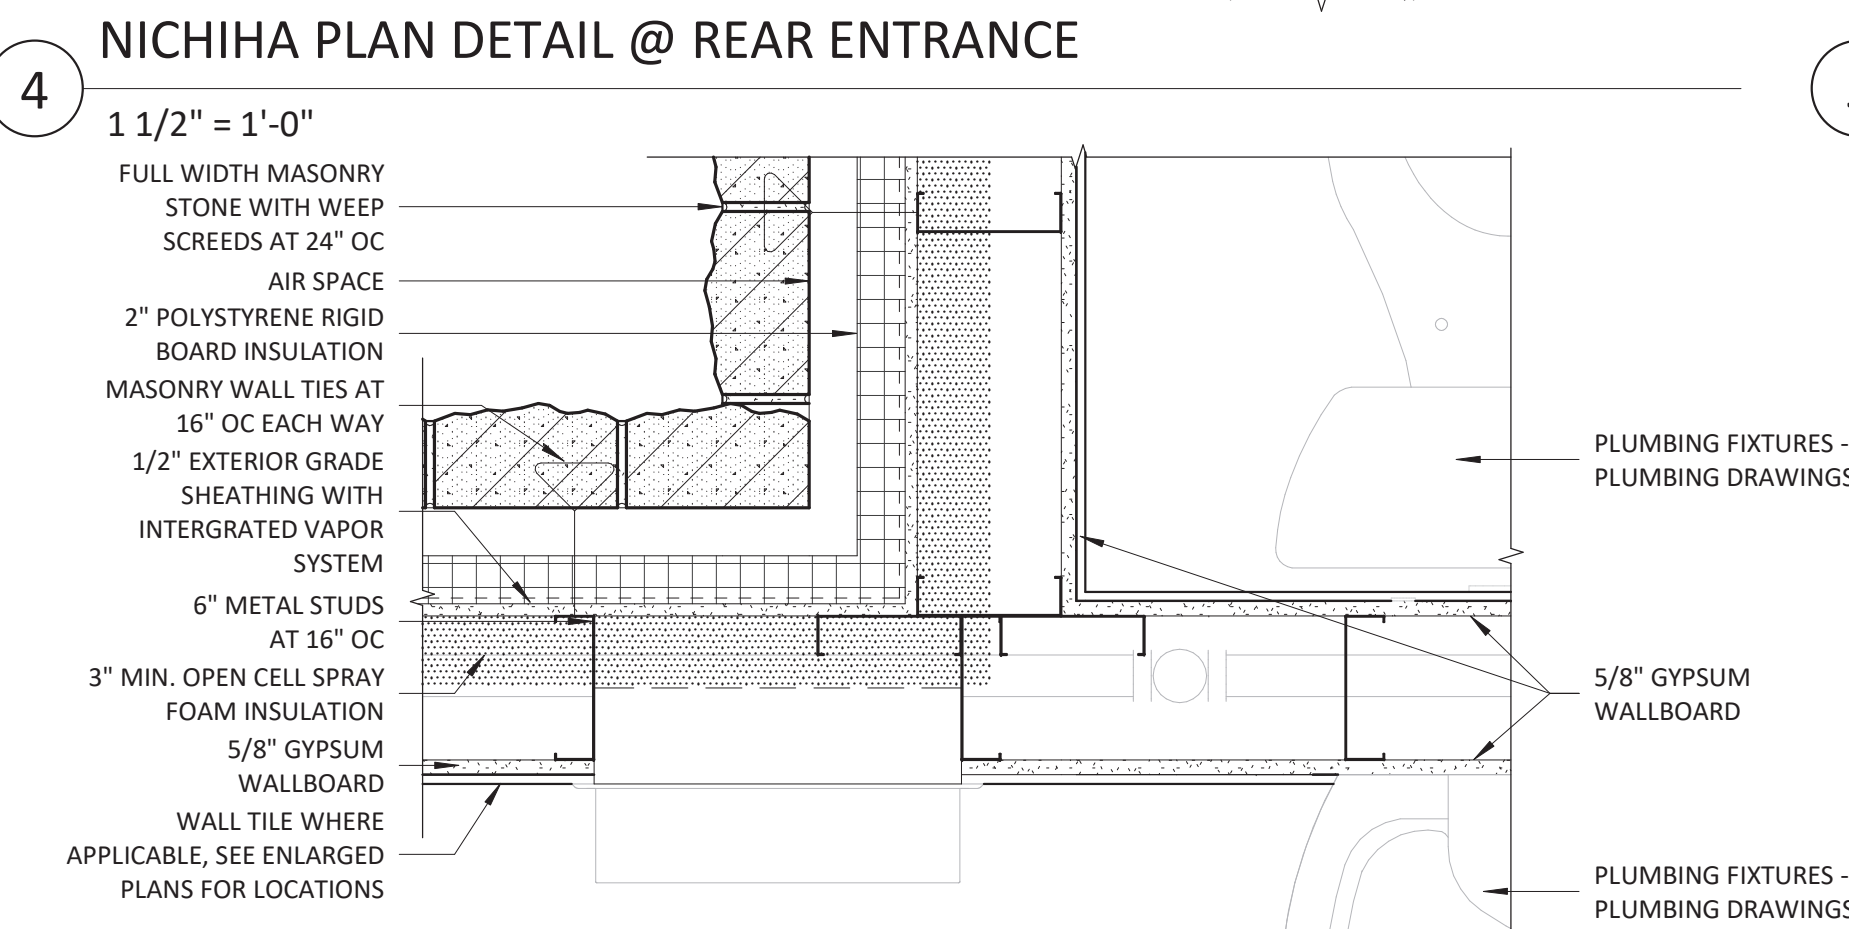 NICHIHA PLAN DETAIL @ REAR ENTRANCE
4
1 1/2" = 1'-0"
FULL WIDTH MASONRY
STONE WITH WEEP
SCREEDS AT 24" OC
AIR SPACE
2" POLYSTYRENE RIGID
BOARD INSULATION
MASONRY WALL TIES AT
16" OC EACH WAY
1/2" EXTERIOR GRADE
SHEATHING WITH
INTERGRATED VAPOR
SYSTEM
6" METAL STUDS
AT 16" OC
3" MIN. OPEN CELL SPRAY
FOAM INSULATION
5/8" GYPSUM
WALLBOARD
WALL TILE WHERE
APPLICABLE, SEE ENLARGED
PLANS FOR LOCATIONS
PLUMBING FIXTURES -
PLUMBING DRAWINGS
5/8" GYPSUM
WALLBOARD
PLUMBING FIXTURES -
PLUMBING DRAWINGS